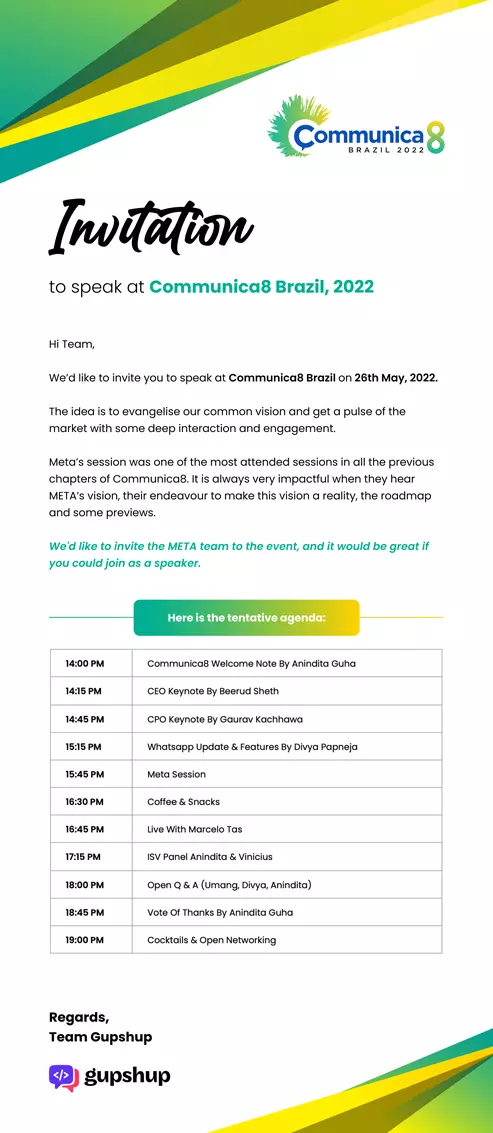 Communica8
BRAZIL 2022
Invitation
to speak at Communica8 Brazil, 2022
Hi Team,
We’d like to invite you to speak at Communica8 Brazil on 26th May, 2022.
The idea is to evangelise our common vision and get a pulse of the
market with some deep interaction and engagement.
Meta’s session was one of the most attended sessions in all the previous
chapters of Communica8. It is always very impactful when they hear
META’s vision, their endeavour to make this vision a reality, the roadmap
and some previews.
We'd like to invite the META team to the event, and it would be great if
you could join as a speaker.
Here is the tentative agenda:
14:00 PM Communica8 Welcome Note By Anindita Guha
14:15 PM CEO Keynote By Beerud Sheth
14:45 PM CPO Keynote By Gaurav Kachhawa
15:15 PM Whatsapp Update & Features By Divya Papneja
15:45 PM Meta Session
16:30 PM Coffee & Snacks
16:45 PM Live With Marcelo Tas
17:15 PM ISV Panel Anindita & Vinicius
18:00 PM Open Q & A (Umang, Divya, Anindita)
18:45 PM Vote Of Thanks By Anindita Guha
19:00 PM Cocktails & Open Networking
Regards,
Team Gupshup
gupshup